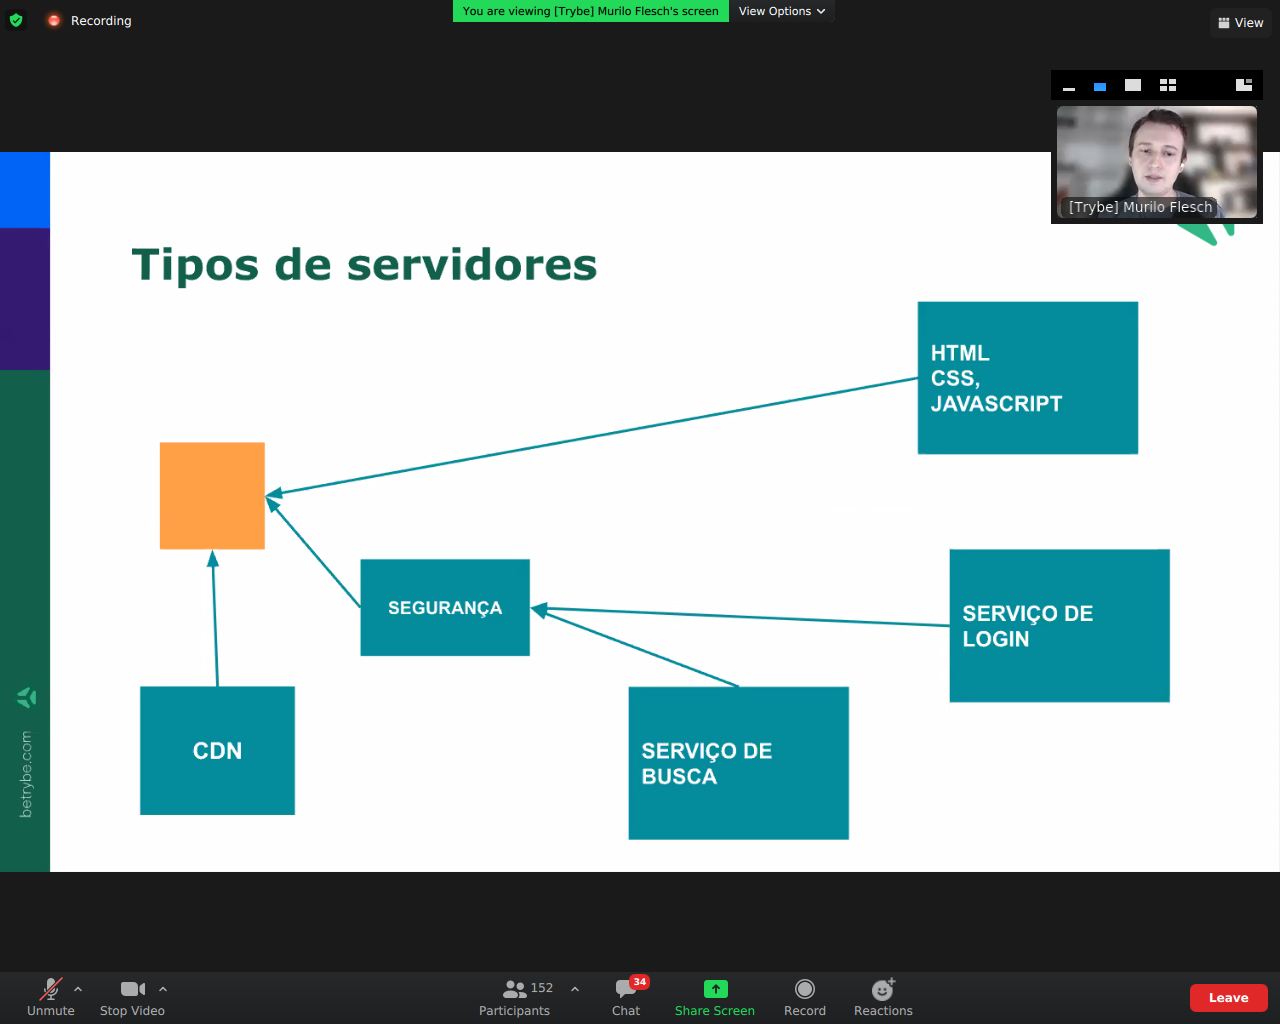 Recording
You are viewing [Trybe] Murilo Flesch's screen
View Options
View
[Trybe] Murilo Flesch
Tipos de servidores
HTML
CSS,
JAVASCRIPT
SEGURANÇA
SERVIÇO DE
LOGIN
CDN
SERVIÇO DE
BUSCA
betrybe.com
Unmute
Stop Video
152
Participants
34
Chat
Share Screen
Record
Reactions
Leave